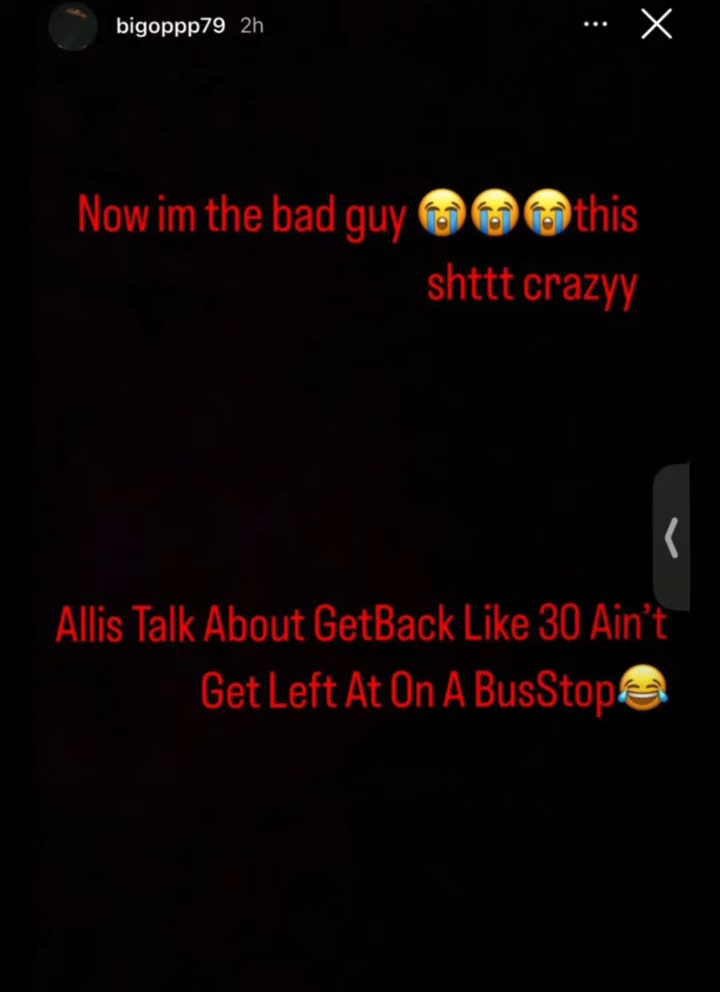 bigoppp79 2h
Now im the bad guy 😭😭😭this
shttt crazyy
Allis Talk About GetBack Like 30 Ain't
Get Left At On A BusStop😂